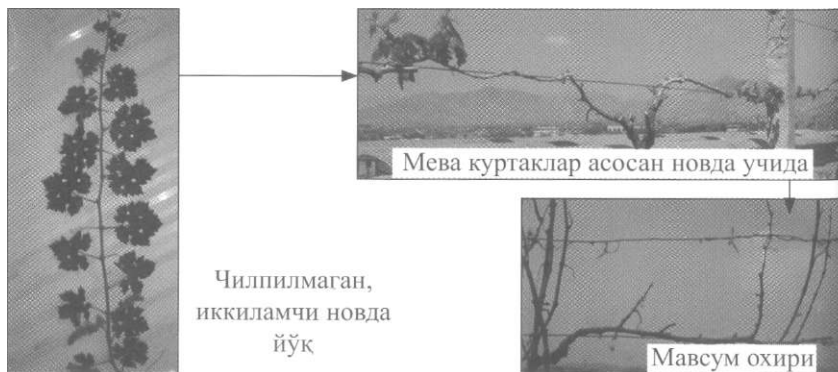 Мева куртаклар асосан новда учида
Чилпилмаган,
иккиламчи новда
йўқ
Мавсум охири